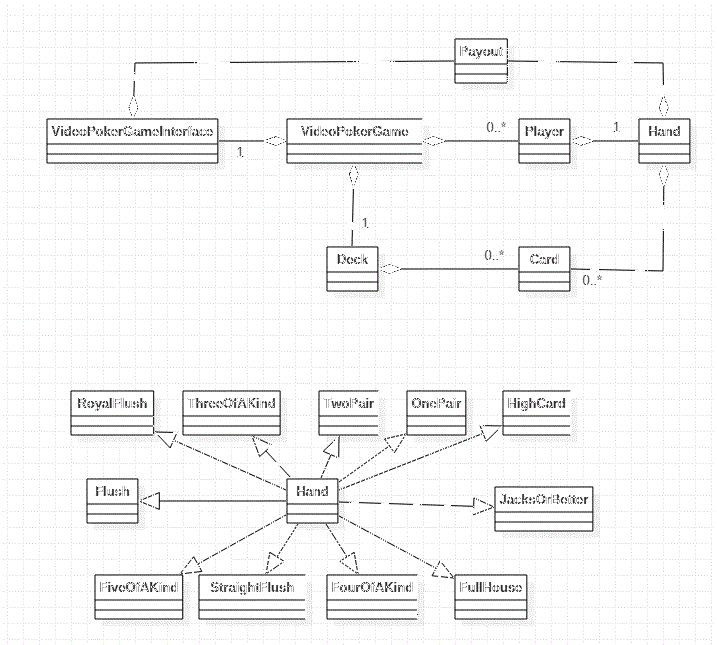 Payout
VideoPokerGameInterface
VideoPokerGame
0..*
Player
1
Hand
1
1
Deck
0..*
Card
0..*
RoyalFlush
ThreeOfAKind
TwoPair
OnePair
HighCard
Flush
Hand
JacksOrBetter
FiveOfAKind
StraightFlush
FourOfAKind
FullHouse